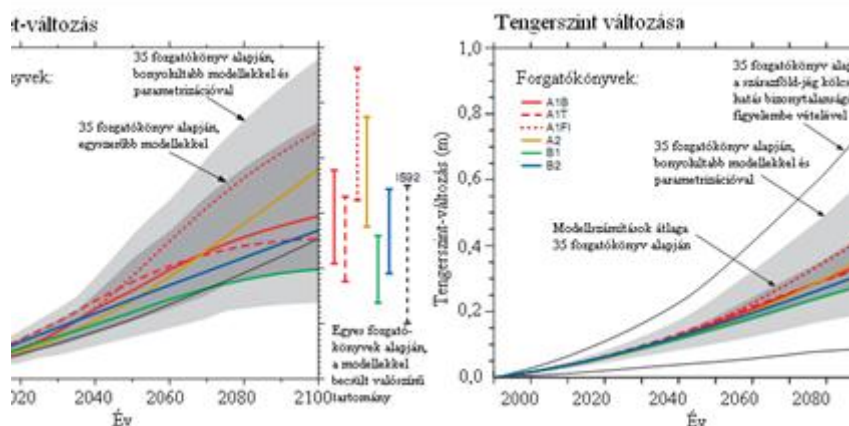 et-változás
35 forgatókönyv alapján,
bonyolultabb modellekkel és
parametrizációval
nyvek:
35 forgatókönyv alapján,
egyszerűbb modellekkel
IS92
Egyes forgató-
könyvek alapján,
a modellekkel
becsült valószínű
tartomány
2040 2060 2080 2100
Év
Tengerszint változása
Tengerszint-változás (m)
1,0
0,8
0,6
0,4
0,2
0,0
Forgatókönyvek:
A1B
A1T
A1FI
A2
B1
B2
35 forgatókönyv alap
a szárazföld-jég kölcs
hatás bizonytalanság
figyelembe vételével
35 forgatókönyv alapján,
bonyolultabb modellekkel és
parametrizációval
Modellszámítások átlaga
35 forgatókönyv alapján
2000 2020 2040 2060 2080
Év